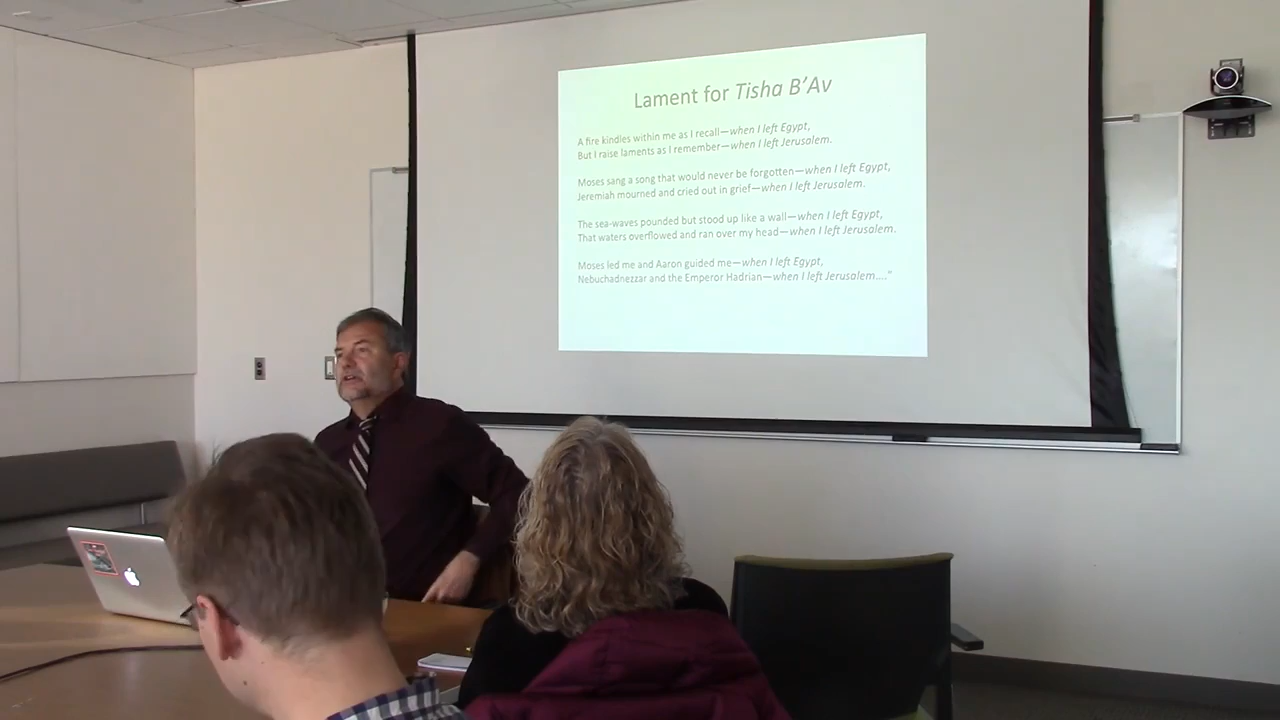 Lament for Tisha B'Av
A fire kindles within me as I recall—when I left Egypt,
But I raise laments as I remember—when I left Jerusalem.
Moses sang a song that would never be forgotten—when I left Egypt,
Jeremiah mourned and cried out in grief—when I left Jerusalem.
The sea-waves pounded but stood up like a wall—when I left Egypt,
That waters overflowed and ran over my head—when I left Jerusalem.
Moses led me and Aaron guided me—when I left Egypt,
Nebuchadnezzar and the Emperor Hadrian—when I left Jerusalem...."